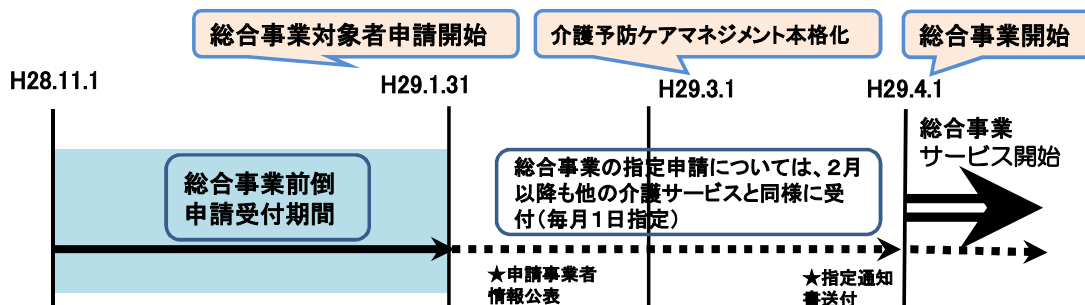 総合事業対象者申請開始
介護予防ケアマネジメント本格化
総合事業開始
H28.11.1
H29.1.31
H29.3.1
H29.4.1
総合事業
サービス開始
総合事業前倒
申請受付期間
総合事業の指定申請については、2月
以降も他の介護サービスと同様に受
付(毎月1日指定)
★申請事業者
情報公表
★指定通知
書送付